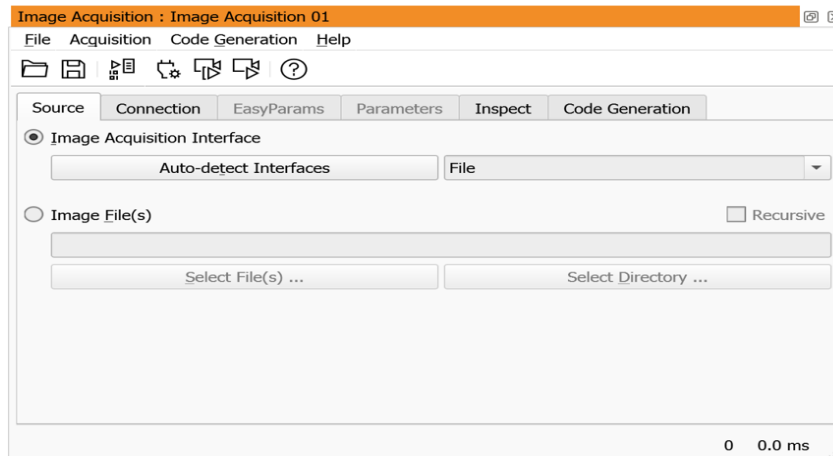 Image Acquisition : Image Acquisition 01
File Acquisition Code Generation Help
Source Connection EasyParams Parameters Inspect Code Generation
Image Acquisition Interface
Auto-detect Interfaces File
Image File(s) Recursive
Select File(s) ... Select Directory ...
0 0.0 ms